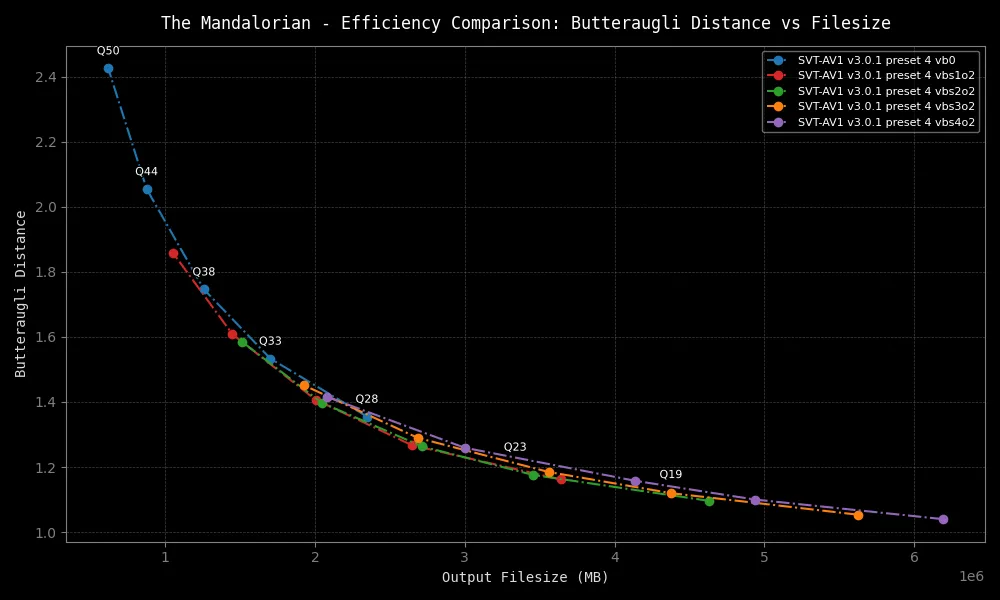 The Mandalorian - Efficiency Comparison: Butteraugli Distance vs Filesize
SVT-AV1 v3.0.1 preset 4 vb0
SVT-AV1 v3.0.1 preset 4 vbs1o2
SVT-AV1 v3.0.1 preset 4 vbs2o2
SVT-AV1 v3.0.1 preset 4 vbs3o2
SVT-AV1 v3.0.1 preset 4 vbs4o2
Butteraugli Distance
2.4
2.2
2.0
1.8
1.6
1.4
1.2
1.0
Q50
Q44
Q38
Q33
Q28
Q23
Q19
1 2 3 4 5 6
1e6
Output Filesize (MB)